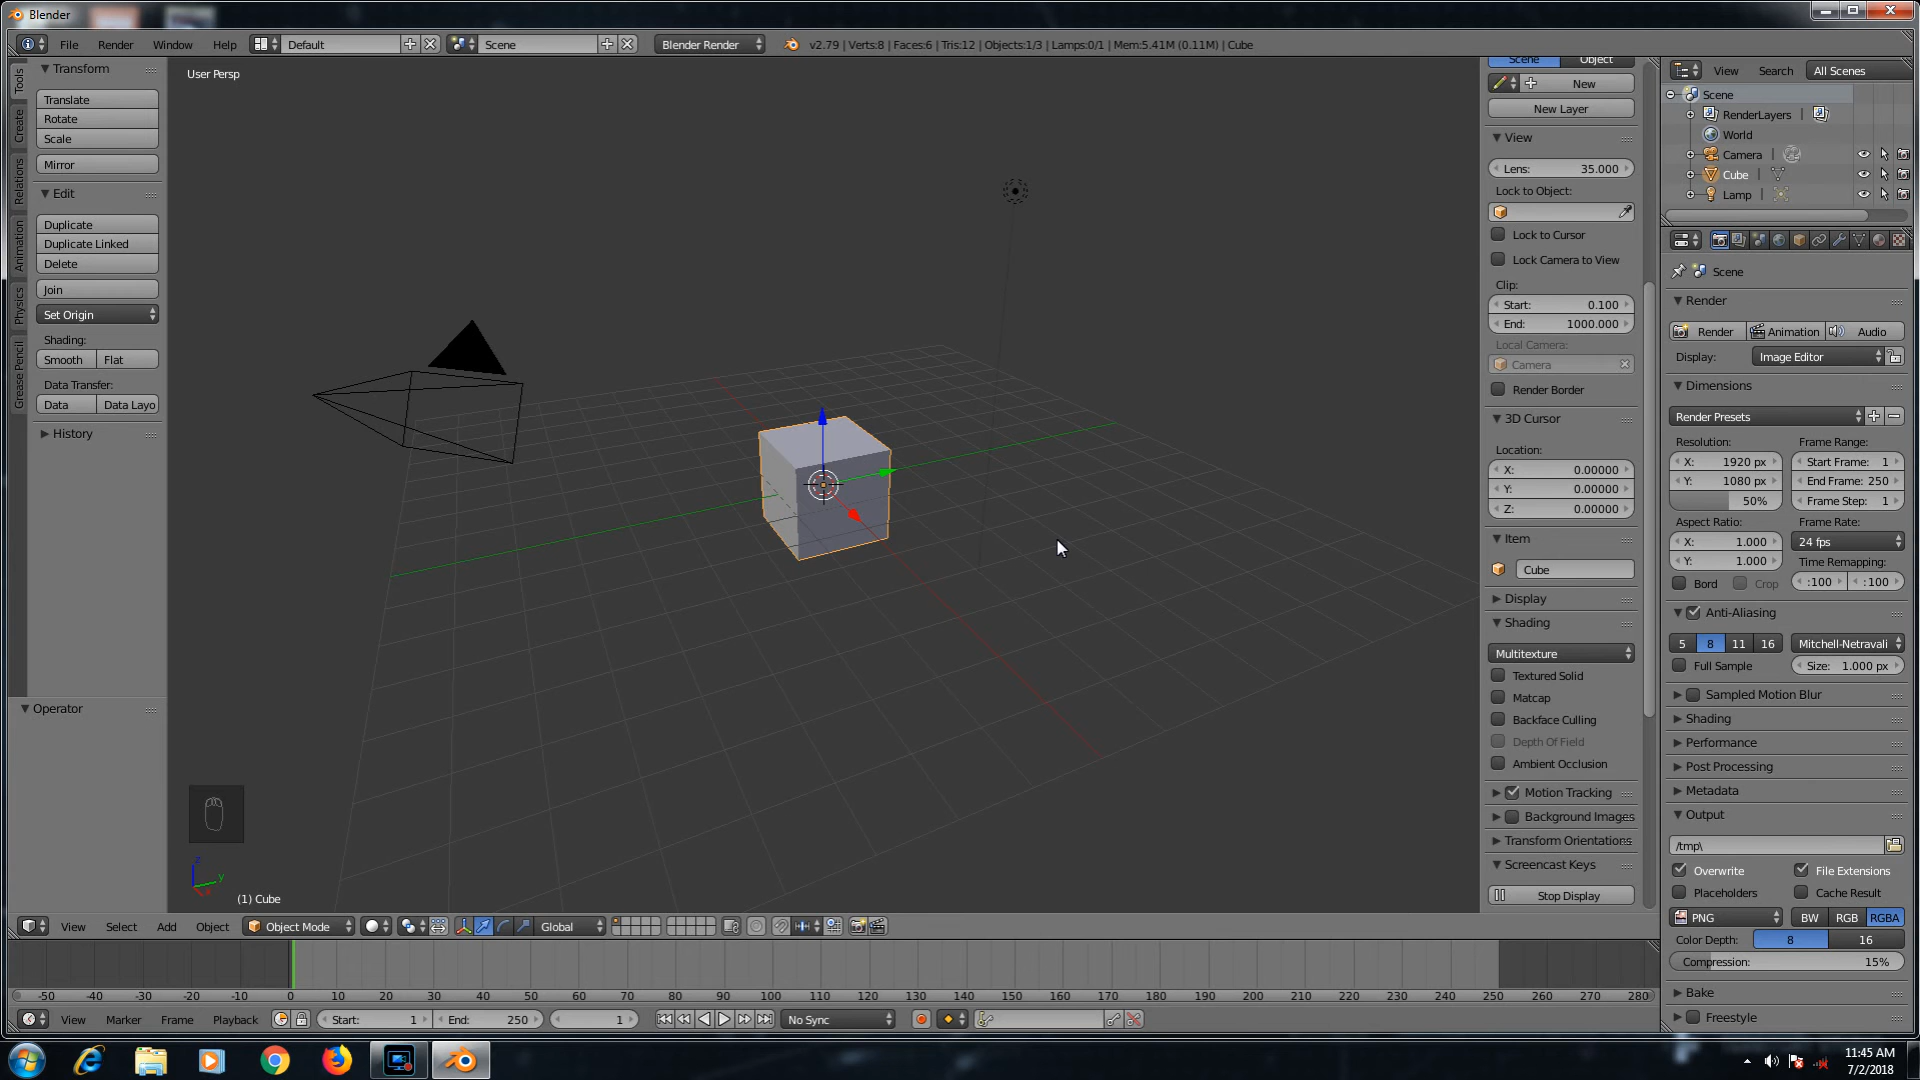 Blender
File Render Window Help Default Scene Blender Render v2.79 | Verts:8 | Faces:6 | Tris:12 | Objects:1/3 | Lamps:0/1 | Mem:5.41M (0.11M) | Cube
Tools
Create
Relations
Animation
Physics
Grease Pencil
Transform
Translate
Rotate
Scale
Mirror
Edit
Duplicate
Duplicate Linked
Delete
Join
Set Origin
Shading:
Smooth Flat
Data Transfer:
Data Data Layo
History
Operator
User Persp
z
y
(1) Cube
Scene Object
New
New Layer
View
Lens: 35.000
Lock to Object:
Lock to Cursor
Lock Camera to View
Clip:
Start: 0.100
End: 1000.000
Local Camera:
Camera
Render Border
3D Cursor
Location:
X: 0.00000
Y: 0.00000
Z: 0.00000
Item
Cube
Display
Shading
Multitexture
Textured Solid
Matcap
Backface Culling
Depth Of Field
Ambient Occlusion
Motion Tracking
Background Images
Transform Orientations
Screencast Keys
Stop Display
View Search All Scenes
Scene
RenderLayers
World
Camera
Cube
Lamp
Scene
Render
Render Animation Audio
Display: Image Editor
Dimensions
Render Presets
Resolution: Frame Range:
X: 1920 px Start Frame: 1
Y: 1080 px End Frame: 250
50% Frame Step: 1
Aspect Ratio: Frame Rate:
X: 1.000 24 fps
Y: 1.000 Time Remapping:
Bord Crop :100 :100
Anti-Aliasing
5 8 11 16 Mitchell-Netravali
Full Sample Size: 1.000 px
Sampled Motion Blur
Shading
Performance
Post Processing
Metadata
Output
/tmp\
Overwrite File Extensions
Placeholders Cache Result
PNG BW RGB RGBA
Color Depth: 8 16
Compression: 15%
Bake
Freestyle
View Select Add Object Object Mode Global
-50 -40 -30 -20 -10 0 10 20 30 40 50 60 70 80 90 100 110 120 130 140 150 160 170 180 190 200 210 220 230 240 250 260 270 280
View Marker Frame Playback Start: 1 End: 250 1 No Sync
11:45 AM
7/2/2018